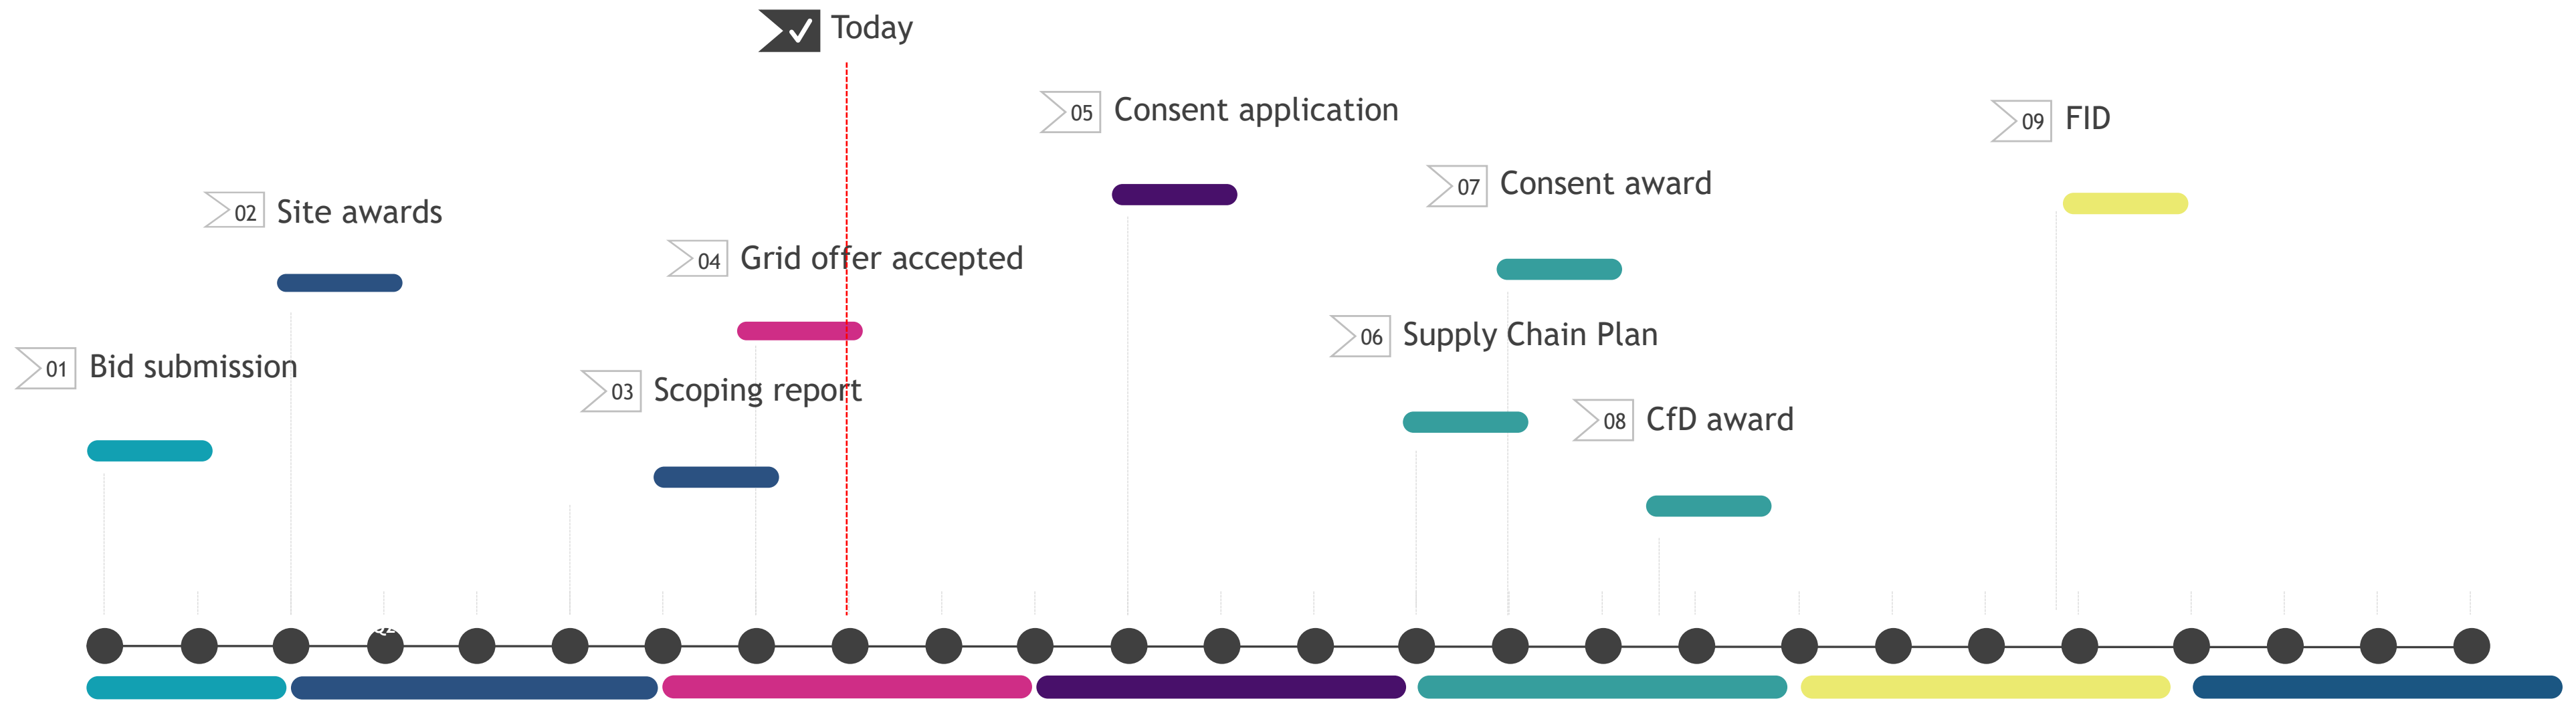 Today
05 Consent application
09 FID
07 Consent award
02 Site awards
04 Grid offer accepted
06 Supply Chain Plan
01 Bid submission
03 Scoping report
08 CfD award